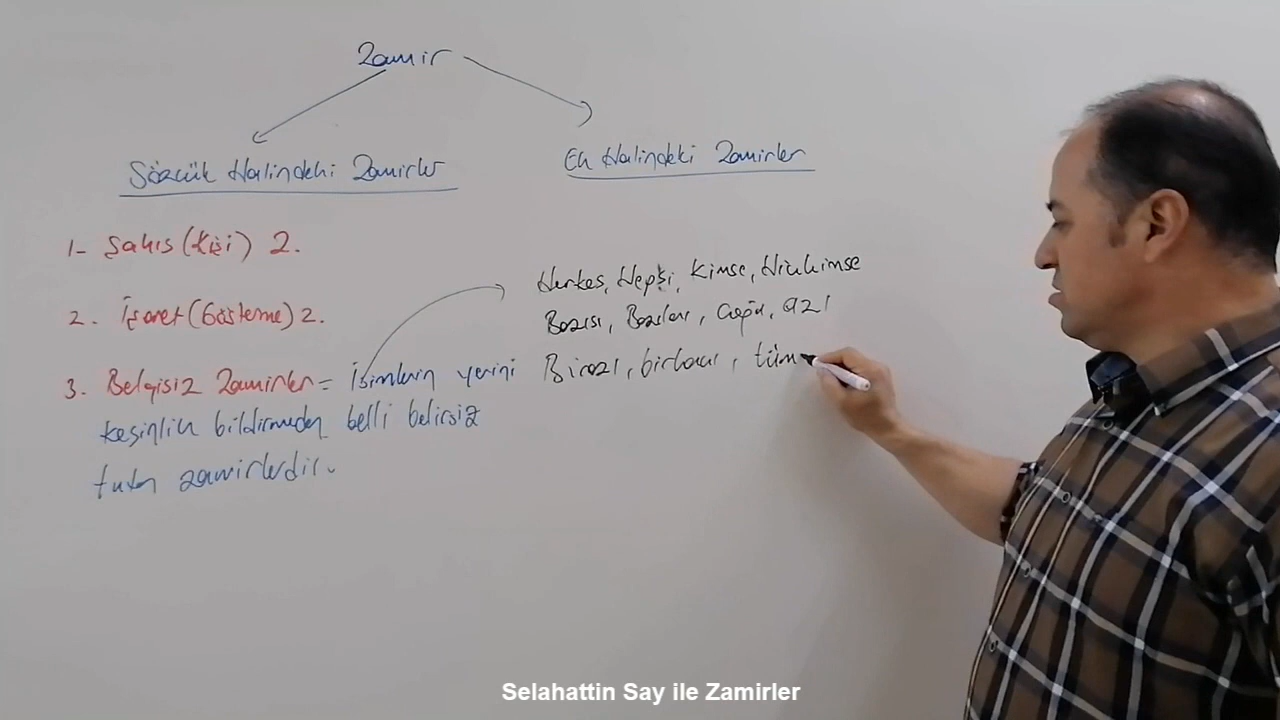 Zamir
Sözcük Halindeki Zamirler
Ek Halindeki Zamirler
1- Şahıs (Kişi) Z.
2. İşaret (Gösterme) Z.
3. Belgisiz Zamirler = İsimlerin yerini
kesinlik bildirmeden belli belirsiz
tutan zamirlerdir.
Herkes, Hepsi, Kimse, Hiçkimse
Bazısı, Bazıları, Çoğu, azı
Birazı, birkaçı, tüm
Selahattin Say ile Zamirler